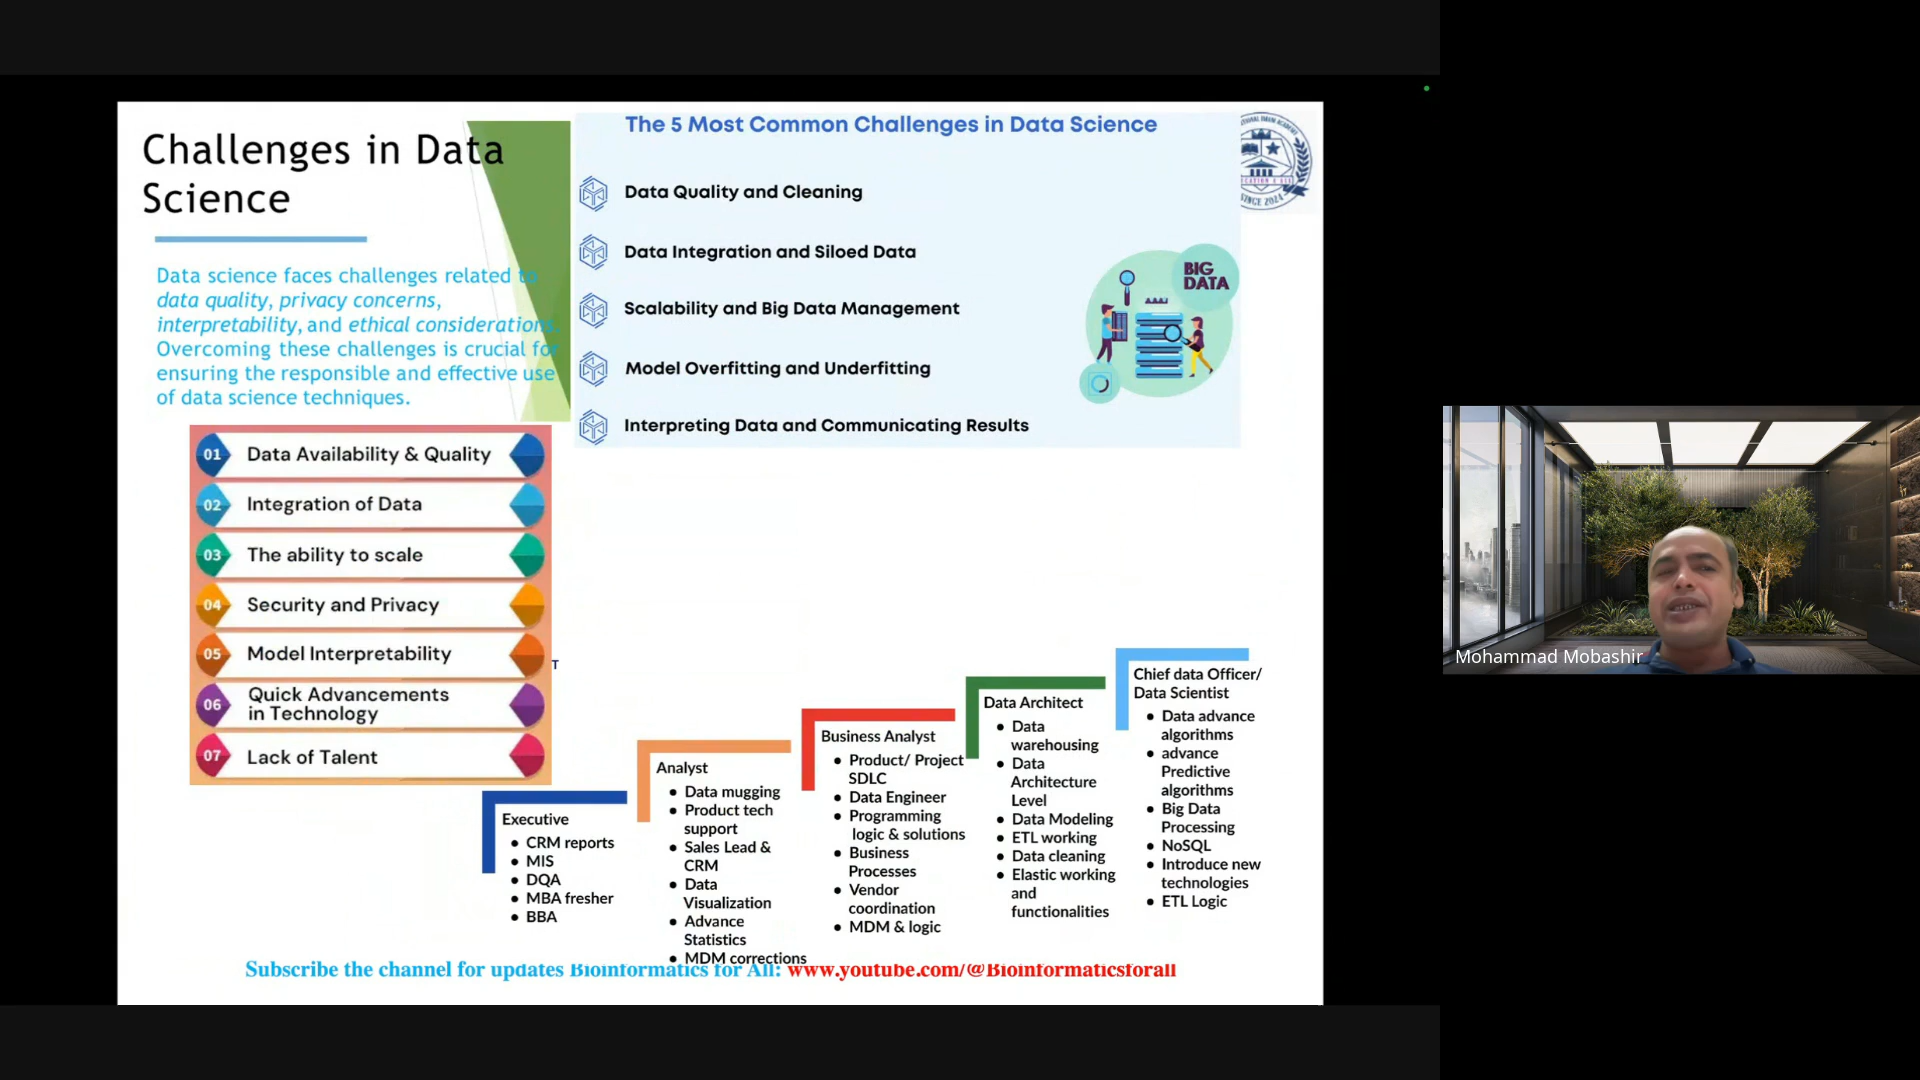 Challenges in Data
Science
Data science faces challenges related to
data quality, privacy concerns,
interpretability, and ethical considerations.
Overcoming these challenges is crucial for
ensuring the responsible and effective use
of data science techniques.
01 Data Availability & Quality
02 Integration of Data
03 The ability to scale
04 Security and Privacy
05 Model Interpretability
06 Quick Advancements
in Technology
07 Lack of Talent
T
The 5 Most Common Challenges in Data Science
Data Quality and Cleaning
Data Integration and Siloed Data
Scalability and Big Data Management
Model Overfitting and Underfitting
Interpreting Data and Communicating Results
BIG
DATA
Executive
• CRM reports
• MIS
• DQA
• MBA fresher
• BBA
Analyst
• Data mugging
• Product tech
support
• Sales Lead &
CRM
• Data
Visualization
• Advance
Statistics
• MDM corrections
Business Analyst
• Product/ Project
SDLC
• Data Engineer
• Programming
logic & solutions
• Business
Processes
• Vendor
coordination
• MDM & logic
Data Architect
• Data
warehousing
• Data
Architecture
Level
• Data Modeling
• ETL working
• Data cleaning
• Elastic working
and
functionalities
Chief data Officer/
Data Scientist
• Data advance
algorithms
• advance
Predictive
algorithms
• Big Data
Processing
• NoSQL
• Introduce new
technologies
• ETL Logic
Subscribe the channel for updates Bioinformatics for All: www.youtube.com/@Bioinformaticsforall
Mohammad Mobashir